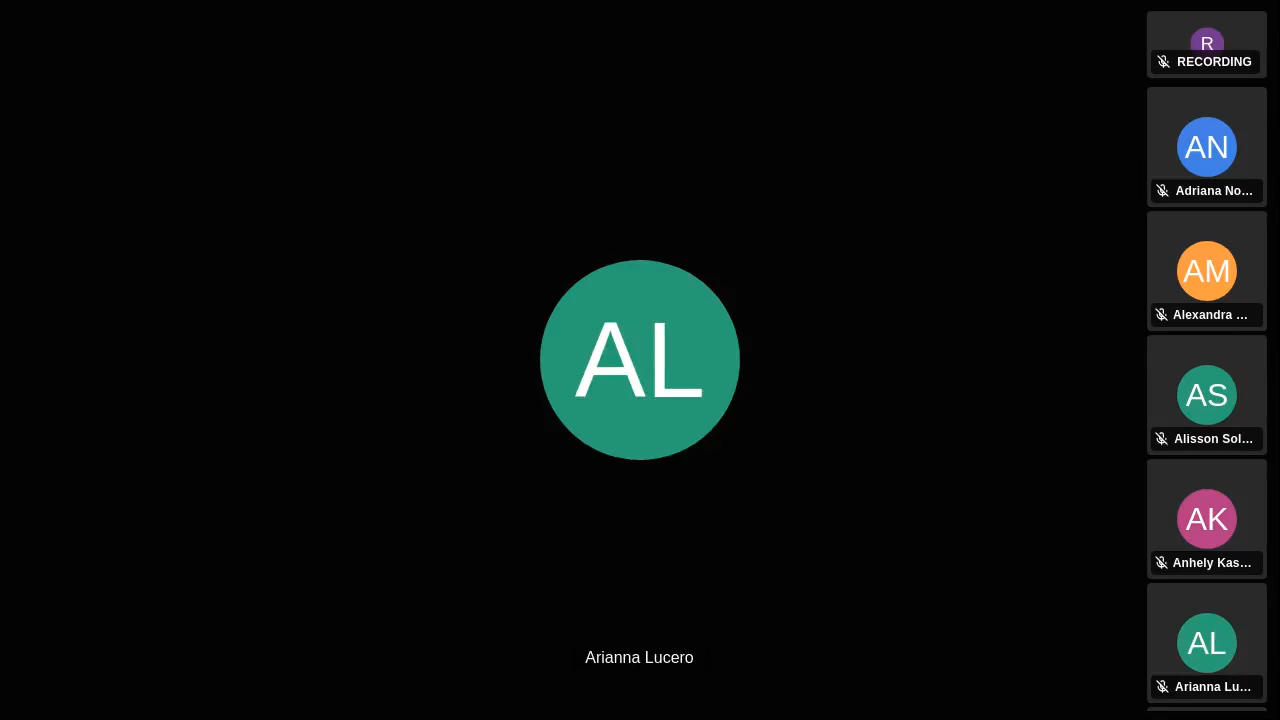 R
RECORDING
AN
Adriana No...
AM
Alexandra ...
AS
Alisson Sol...
AK
Anhely Kas...
AL
Arianna Lu...
AL
Arianna Lucero